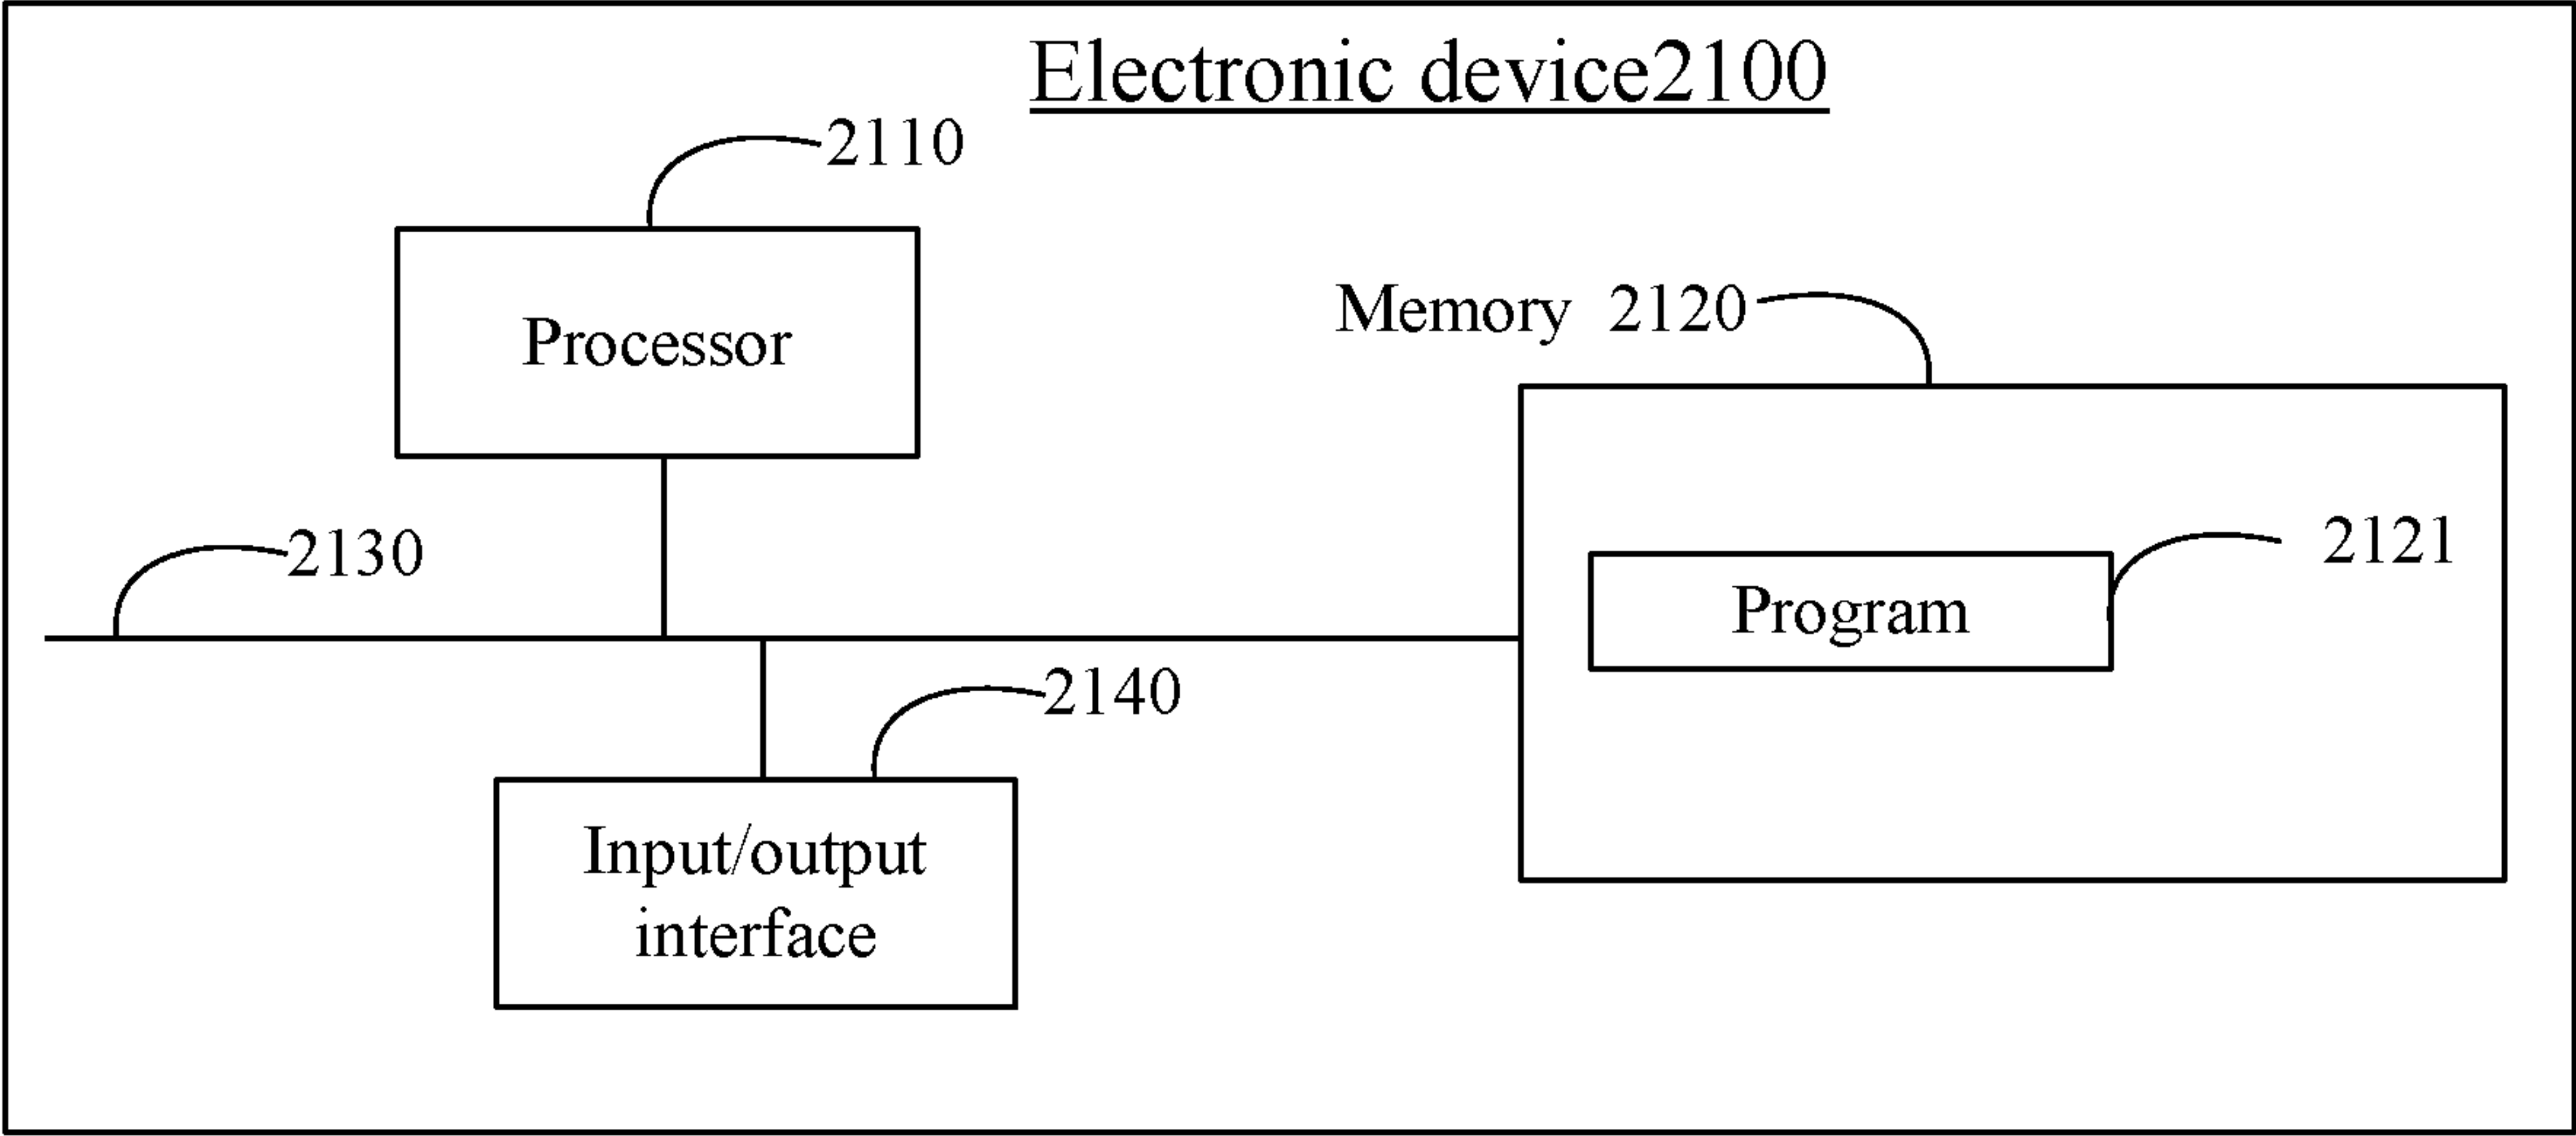 Electronic device2100
2110
Processor
Memory 2120
2130
2121
Program
2140
Input/output
interface